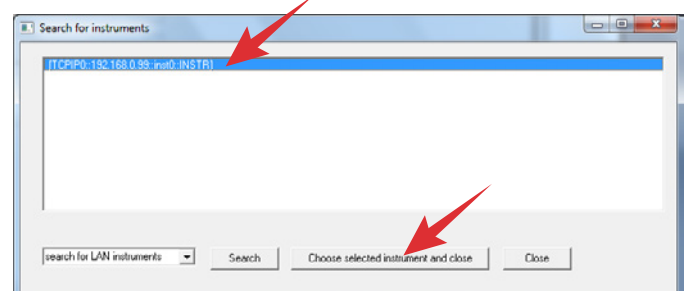 Search for instruments
[TCPIP0::192.168.0.99::inst0::INSTR]
search for LAN instruments
Search
Choose selected instrument and close
Close